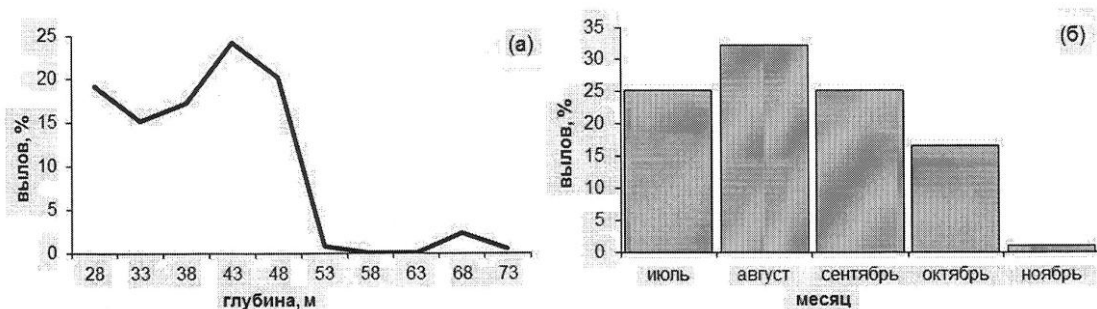 (а)
вылов, %
25
20
15
10
5
0
28 33 38 43 48 53 58 63 68 73
глубина, м
(б)
вылов, %
35
30
25
20
15
10
5
0
июль август сентябрь октябрь ноябрь
месяц